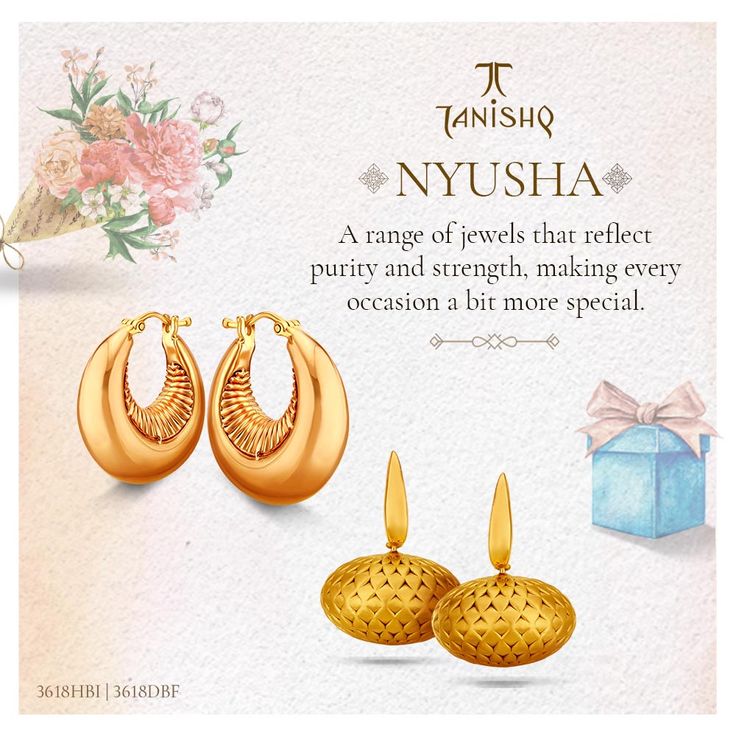 TANISHQ
NYUSHA
A range of jewels that reflect
purity and strength, making every
occasion a bit more special.
3618HBI | 3618DBF